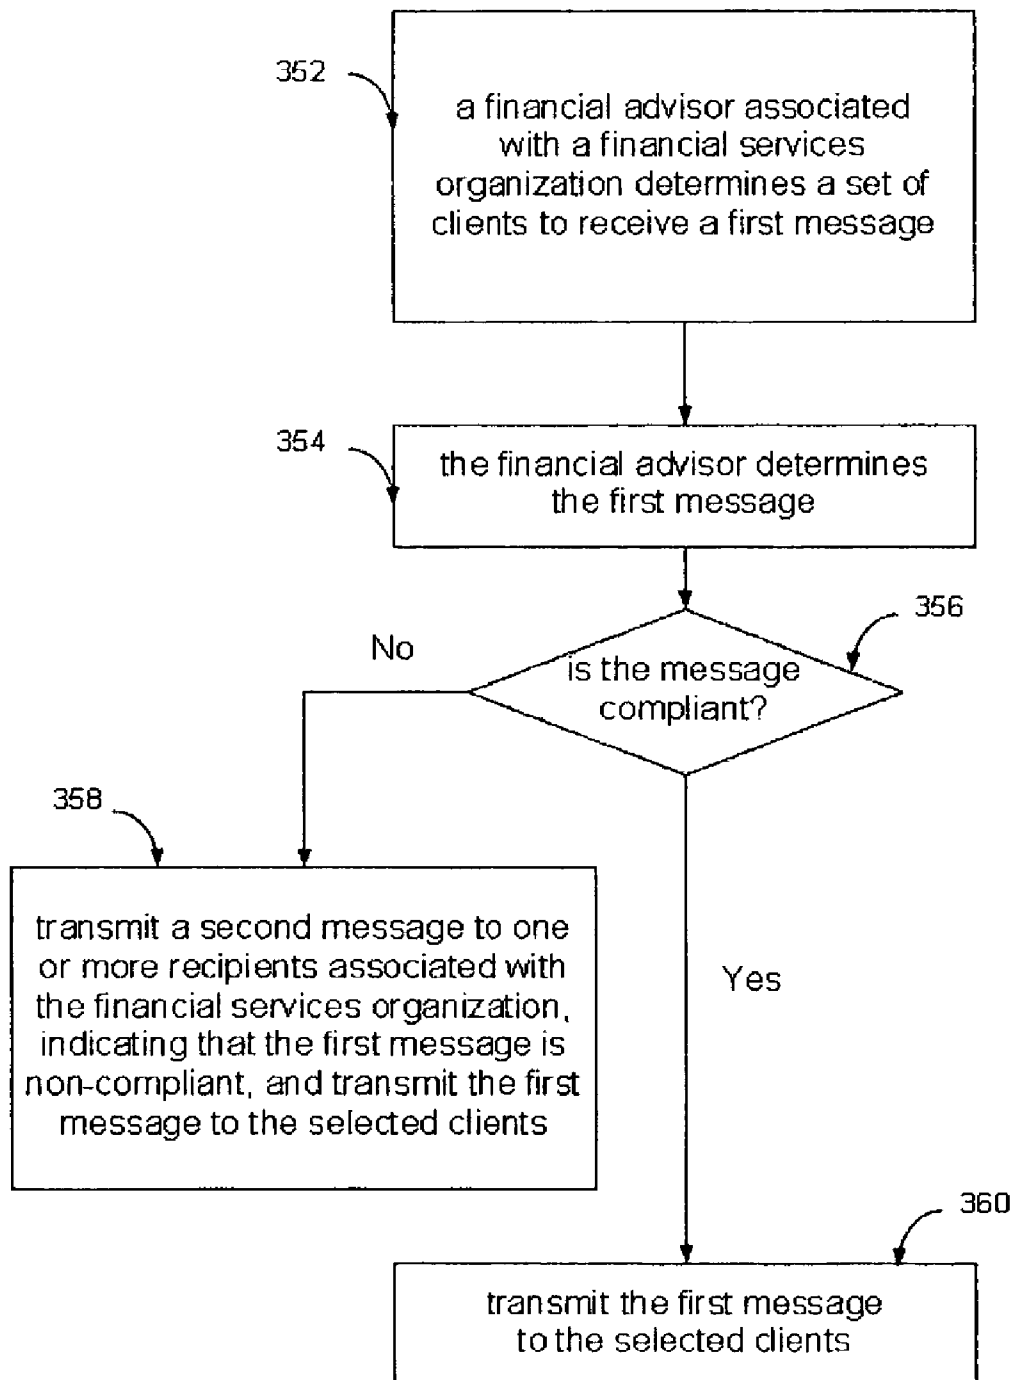 352
a financial advisor associated
with a financial services
organization determines a set of
clients to receive a first message
354
the financial advisor determines
the first message
356
is the message
compliant?
No
358
transmit a second message to one
or more recipients associated with
the financial services organization,
indicating that the first message is
non-compliant, and transmit the first
message to the selected clients
Yes
360
transmit the first message
to the selected clients